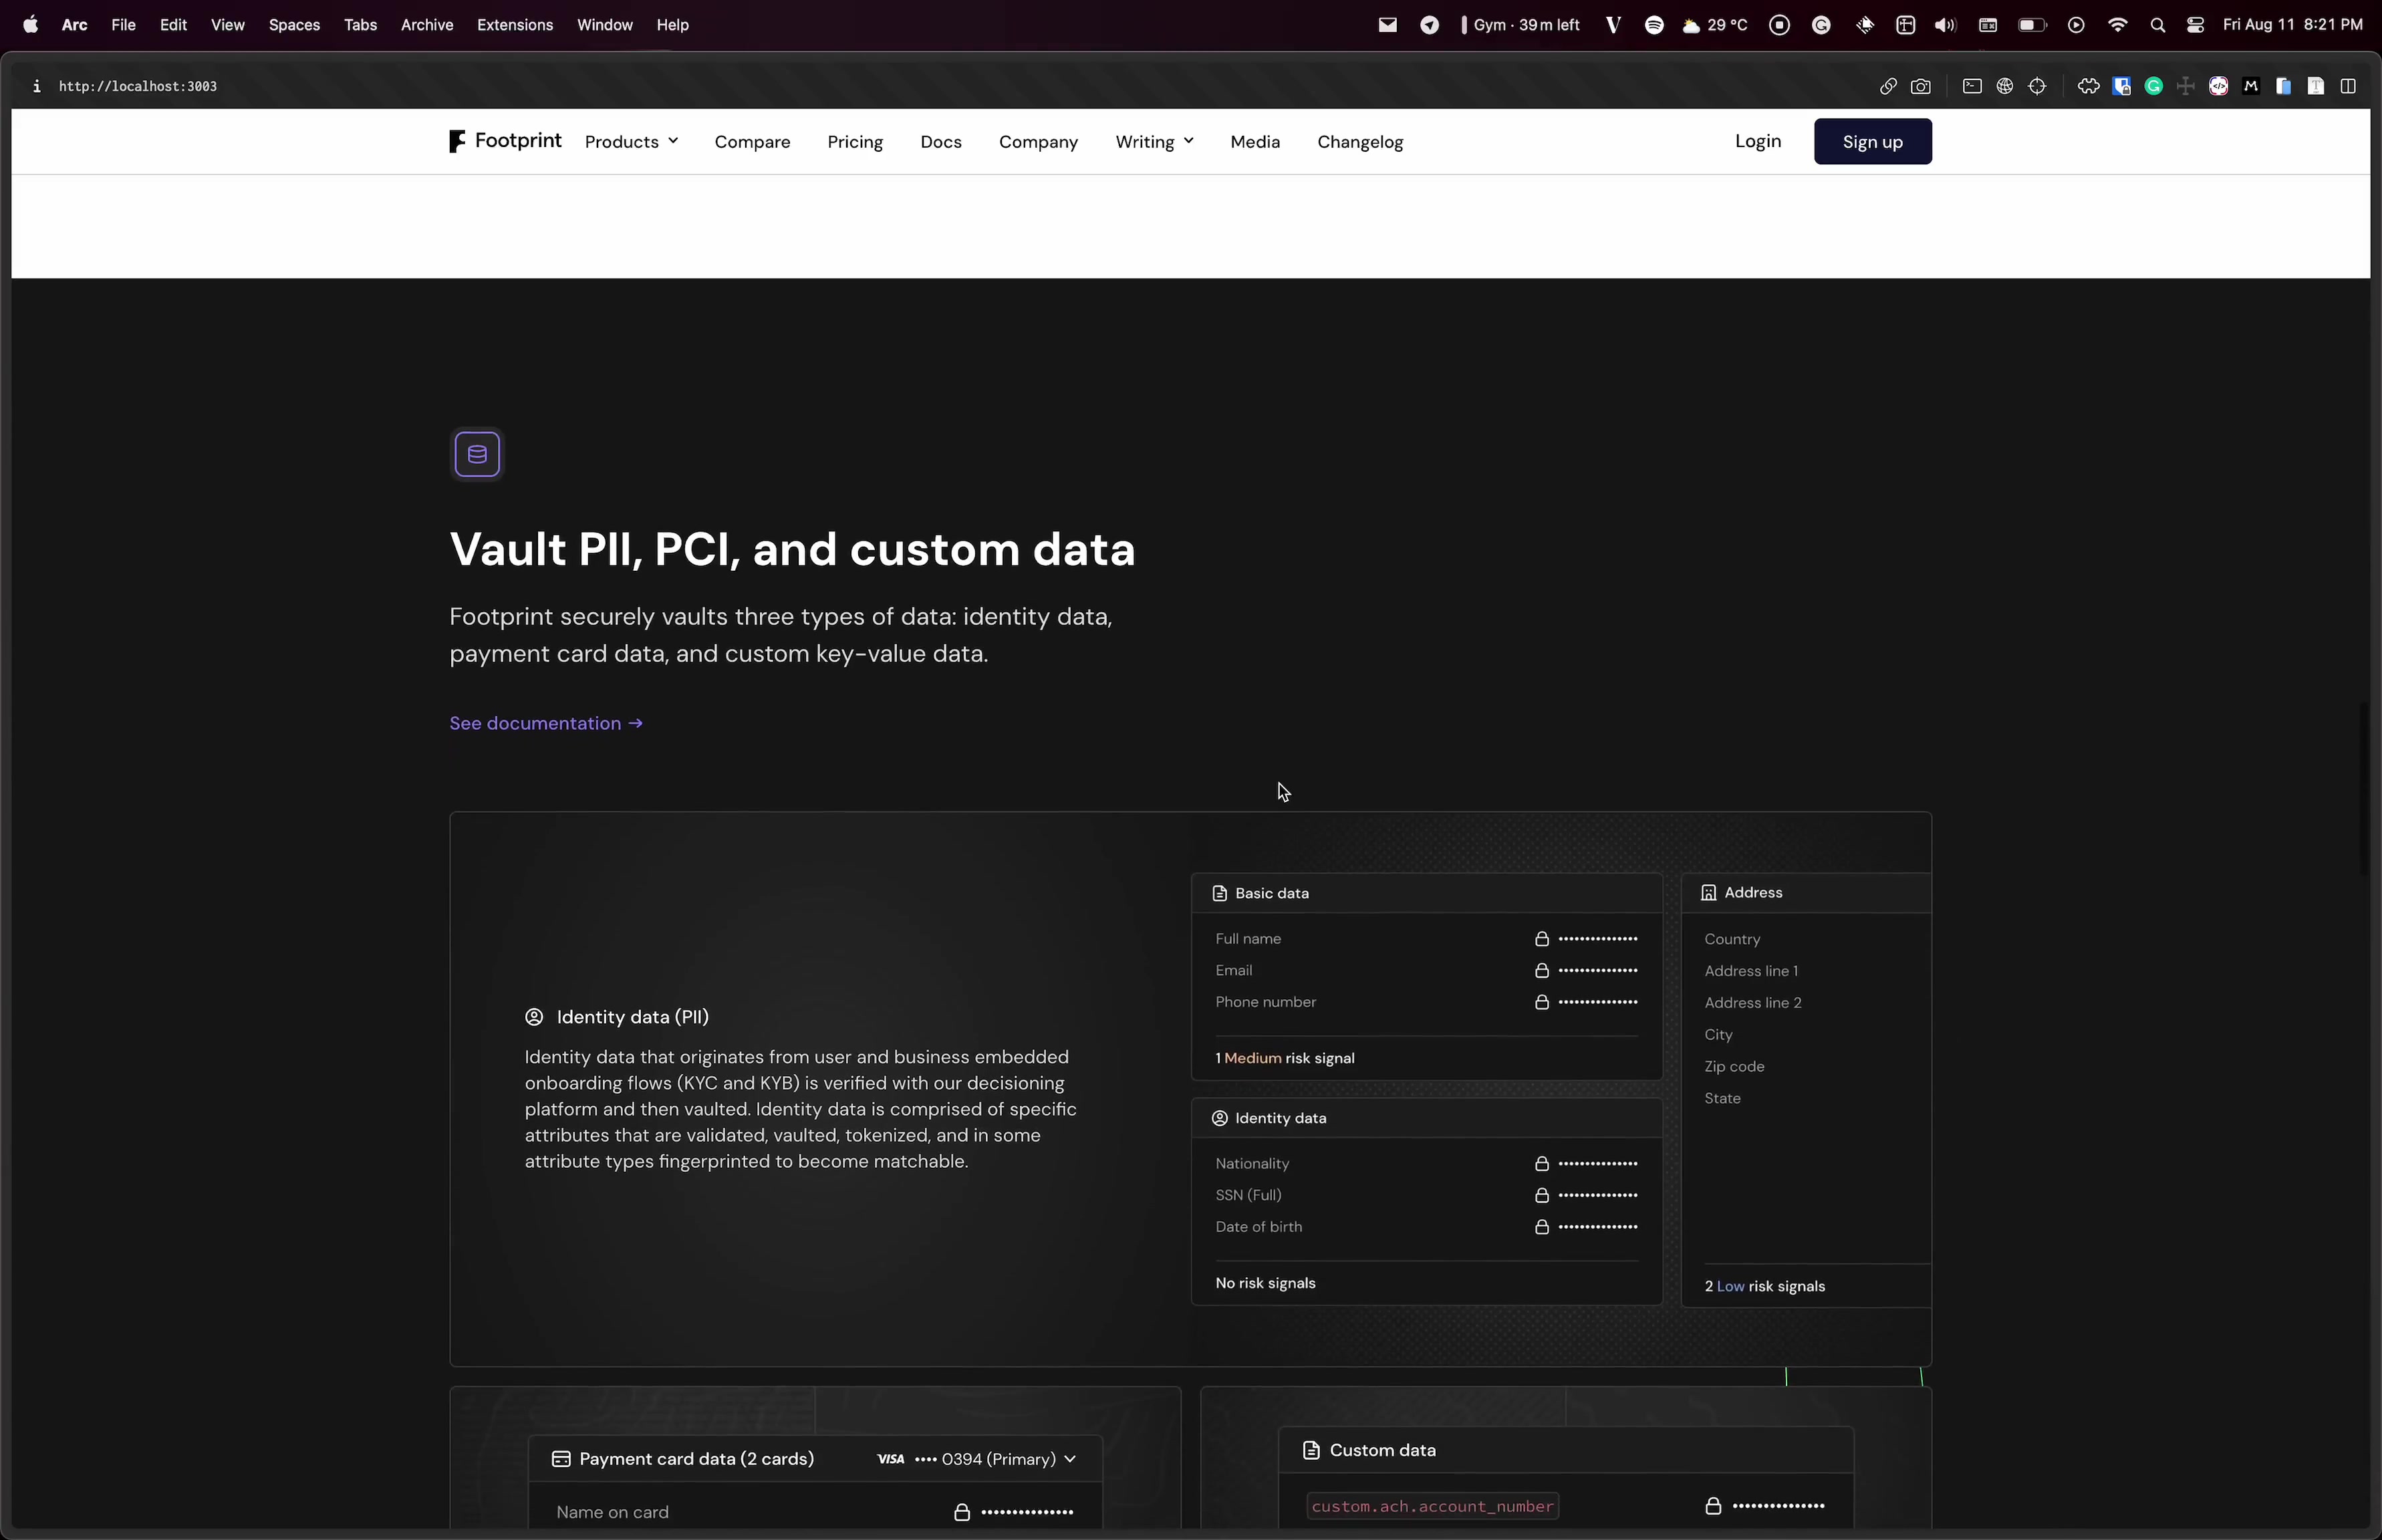 Arc File Edit View Spaces Tabs Archive Extensions Window Help
Gym · 39 m left
29 °C
Fri Aug 11 8:21 PM
http://localhost:3003
Footprint Products Compare Pricing Docs Company Writing Media Changelog Login Sign up
Vault PII, PCI, and custom data
Footprint securely vaults three types of data: identity data,
payment card data, and custom key-value data.
See documentation →
Identity data (PII)
Identity data that originates from user and business embedded
onboarding flows (KYC and KYB) is verified with our decisioning
platform and then vaulted. Identity data is comprised of specific
attributes that are validated, vaulted, tokenized, and in some
attribute types fingerprinted to become matchable.
Basic data
Full name •••••••••••••••
Email •••••••••••••••
Phone number •••••••••••••••
1 Medium risk signal
Identity data
Nationality •••••••••••••••
SSN (Full) •••••••••••••••
Date of birth •••••••••••••••
No risk signals
Address
Country
Address line 1
Address line 2
City
Zip code
State
2 Low risk signals
Payment card data (2 cards) VISA •••• 0394 (Primary)
Name on card •••••••••••••••
Custom data
custom.ach.account_number •••••••••••••••